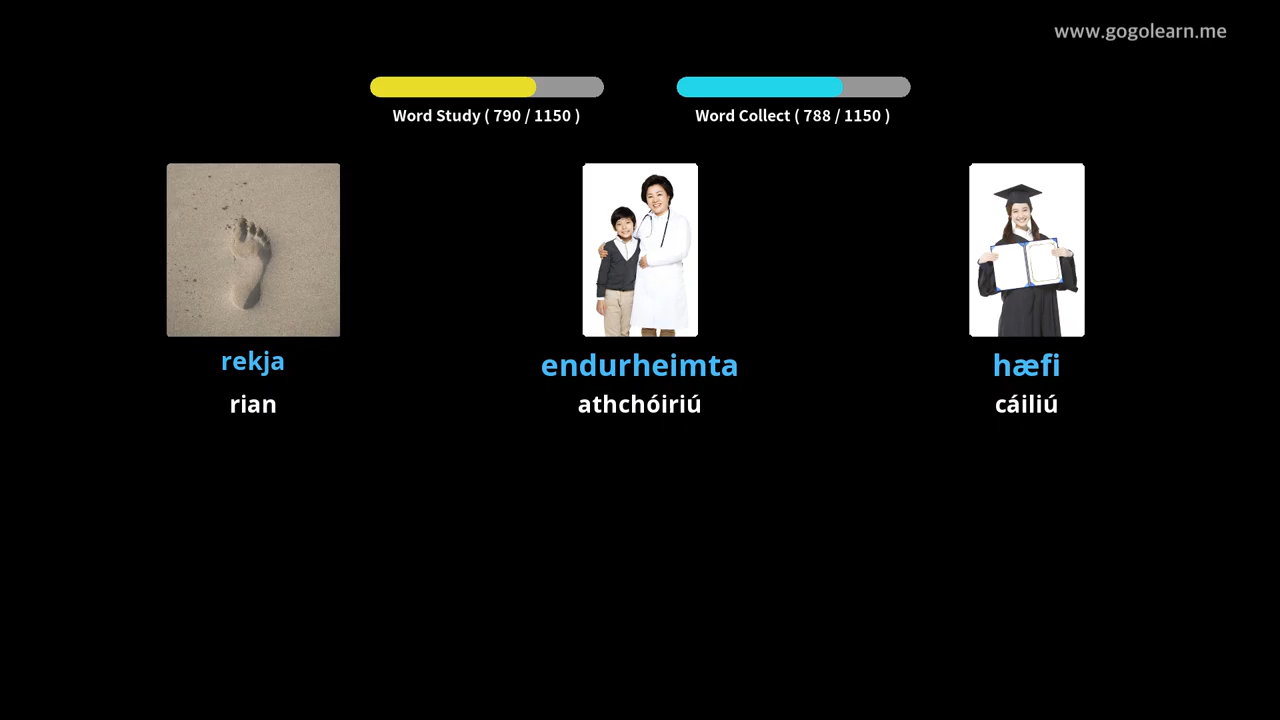 www.gogolearn.me
Word Study ( 790 / 1150 )
Word Collect ( 788 / 1150 )
rekja
rian
endurheimta
athchóiriú
hæfi
cáiliú